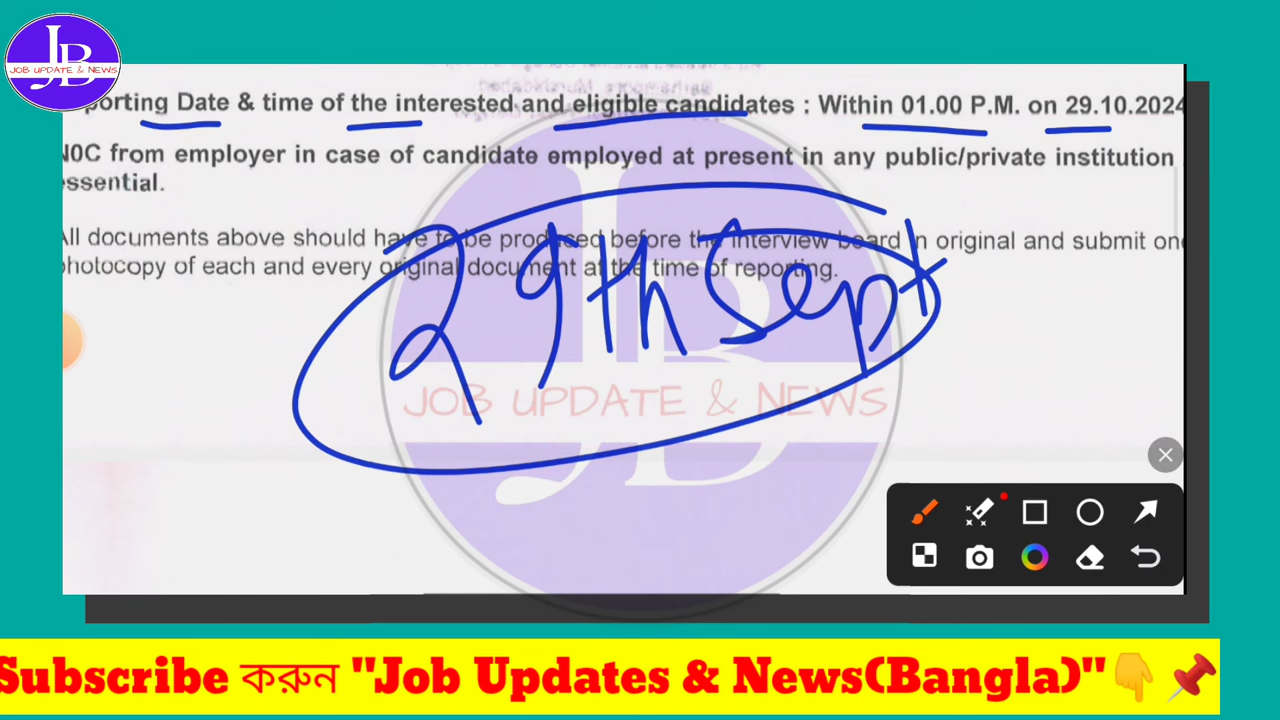 JB
JOB UPDATE & NEWS
porting Date & time of the interested and eligible candidates : Within 01.00 P.M. on 29.10.2024
N0C from employer in case of candidate employed at present in any public/private institution
essential.
All documents above should have to be produced before the interview board in original and submit one
photocopy of each and every original document at the time of reporting.
29th Sept
JB
JOB UPDATE & NEWS
Subscribe করুন "Job Updates & News(Bangla)"👇📌